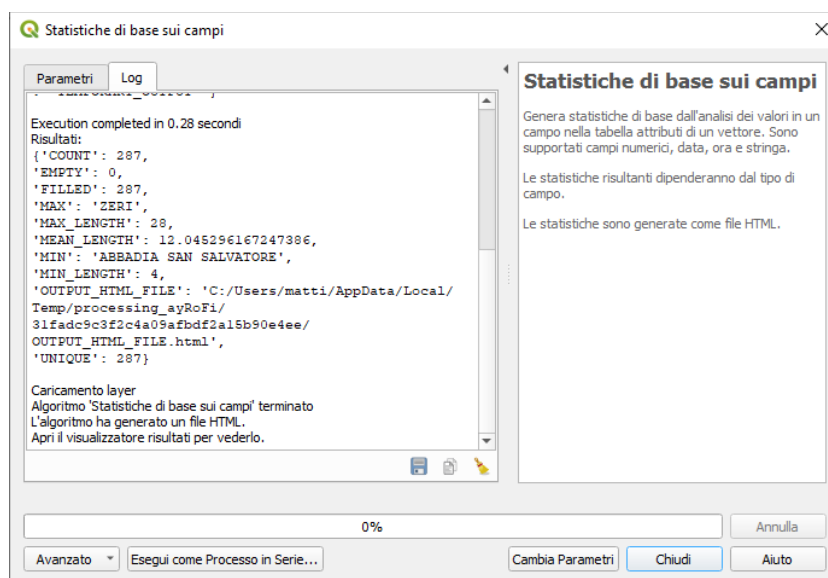 Statistiche di base sui campi
Parametri
Log
Execution completed in 0.28 secondi
Risultati:
{'COUNT': 287,
'EMPTY': 0,
'FILLED': 287,
'MAX': 'ZERI',
'MAX_LENGTH': 28,
'MEAN_LENGTH': 12.045296167247386,
'MIN': 'ABBADIA SAN SALVATORE',
'MIN_LENGTH': 4,
'OUTPUT_HTML_FILE': 'C:/Users/matti/AppData/Local/
Temp/processing_ayRoFi/
31fadc9c3f2c4a09afbdf2a15b90e4ee/
OUTPUT_HTML_FILE.html',
'UNIQUE': 287}
Caricamento layer
Algoritmo 'Statistiche di base sui campi' terminato
L'algoritmo ha generato un file HTML.
Apri il visualizzatore risultati per vederlo.
Statistiche di base sui campi
Genera statistiche di base dall'analisi dei valori in un
campo nella tabella attributi di un vettore. Sono
supportati campi numerici, data, ora e stringa.
Le statistiche risultanti dipenderanno dal tipo di
campo.
Le statistiche sono generate come file HTML.
0%
Annulla
Avanzato
Esegui come Processo in Serie...
Cambia Parametri
Chiudi
Aiuto